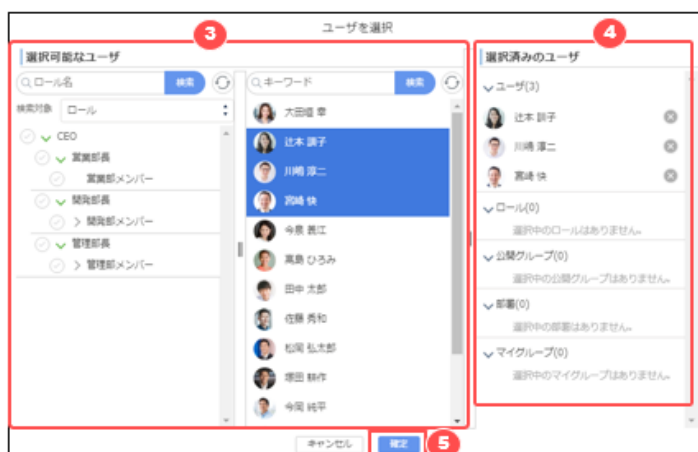 ユーザを選択
3
選択可能なユーザ
ロール名
検索
検索対象
ロール
CEO
営業部長
営業部メンバー
開発部長
開発部メンバー
管理部長
管理部メンバー
キーワード
検索
大田垣 幸
辻本 訓子
川嶋 淳二
宮崎 快
今泉 義江
高島 ひろみ
田中 太郎
佐藤 秀和
松岡 弘太郎
塚田 耕作
今岡 純平
4
選択済みのユーザ
ユーザ(3)
辻本 訓子
川嶋 淳二
宮崎 快
ロール(0)
選択中のロールはありません。
公開グループ(0)
選択中の公開グループはありません。
部署(0)
選択中の部署はありません。
マイグループ(0)
選択中のマイグループはありません。
キャンセル
確定
5